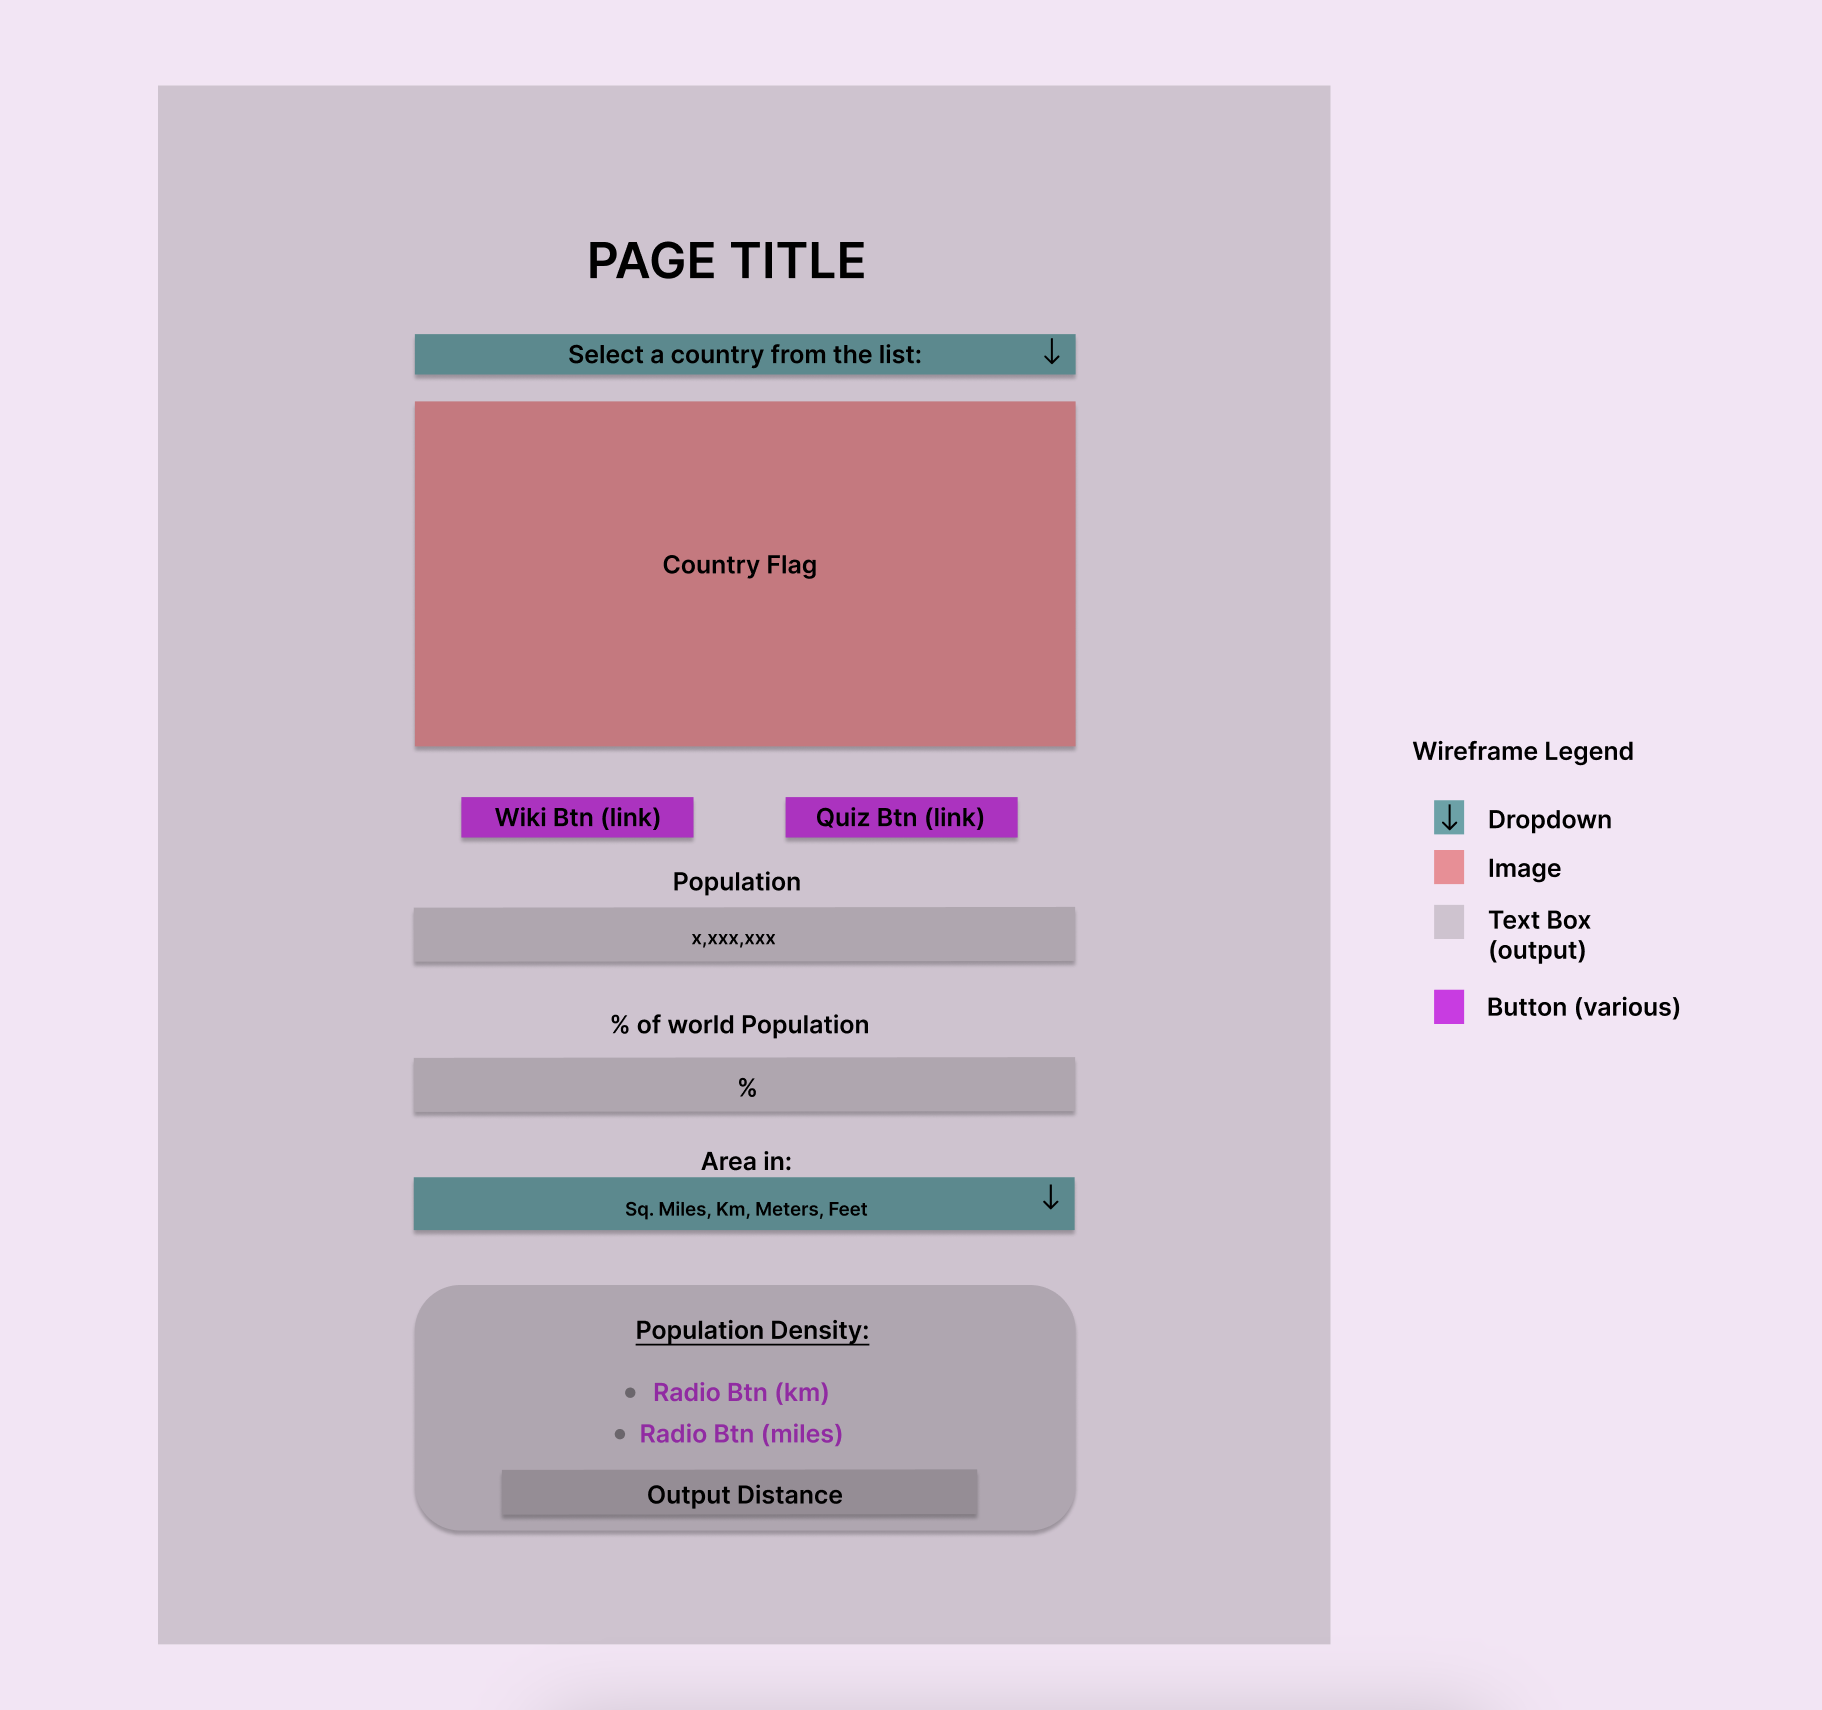 PAGE TITLE
Select a country from the list:
Country Flag
Wiki Btn (link)
Quiz Btn (link)
Population
x,xxx,xxx
% of world Population
%
Area in:
Sq. Miles, Km, Meters, Feet
Population Density:
Radio Btn (km)
Radio Btn (miles)
Output Distance
Wireframe Legend
Dropdown
Image
Text Box
(output)
Button (various)